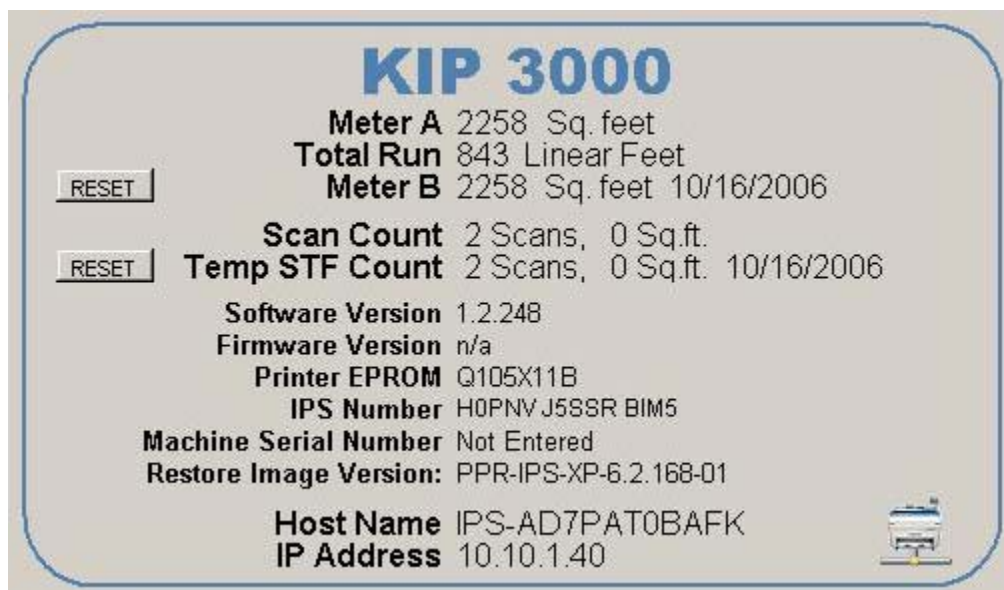 KIP 3000
Meter A 2258 Sq. feet
Total Run 843 Linear Feet
RESET Meter B 2258 Sq. feet 10/16/2006
Scan Count 2 Scans, 0 Sq.ft.
RESET Temp STF Count 2 Scans, 0 Sq.ft. 10/16/2006
Software Version 1.2.248
Firmware Version n/a
Printer EPROM Q105X11B
IPS Number H0PNV J5SSR BIM5
Machine Serial Number Not Entered
Restore Image Version: PPR-IPS-XP-6.2.168-01
Host Name IPS-AD7PAT0BAFK
IP Address 10.10.1.40